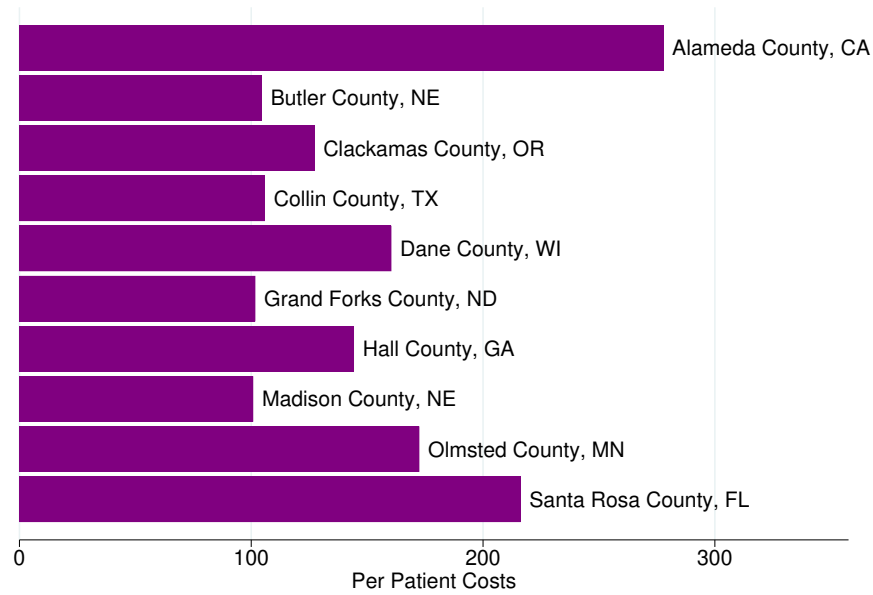 Alameda County, CA
Butler County, NE
Clackamas County, OR
Collin County, TX
Dane County, WI
Grand Forks County, ND
Hall County, GA
Madison County, NE
Olmsted County, MN
Santa Rosa County, FL
0 100 200 300
Per Patient Costs